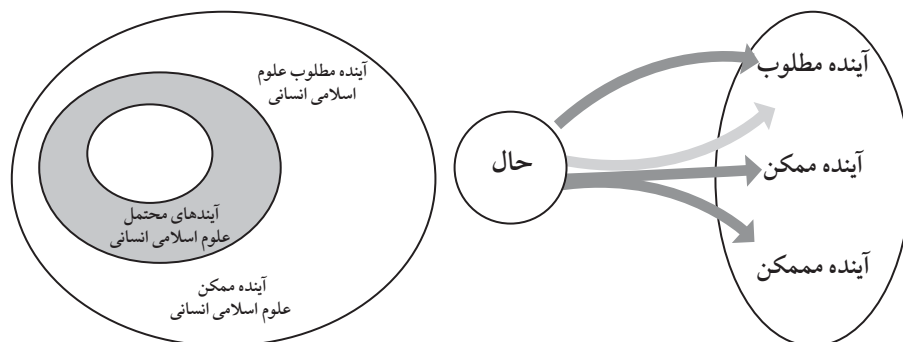 آینده مطلوب
حال
آینده ممکن
آینده مممکن
آینده مطلوب علوم
اسلامی انسانی
آیندهای محتمل
علوم اسلامی انسانی
آینده ممکن
علوم اسلامی انسانی